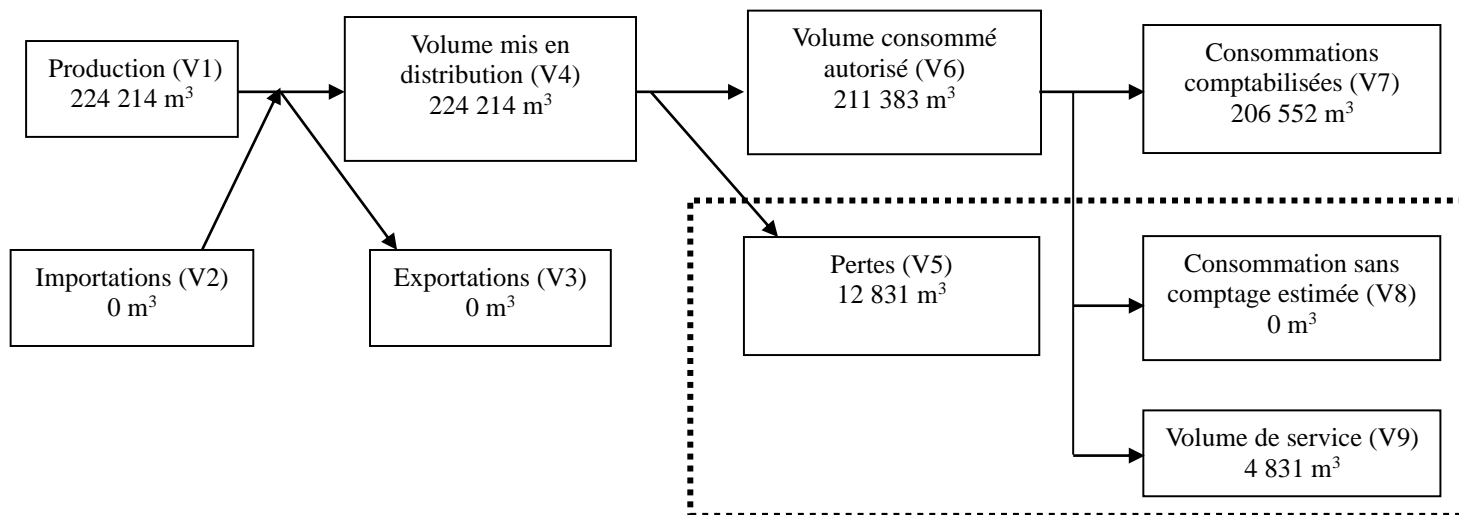 Production (V1)
224 214 m³
Volume mis en
distribution (V4)
224 214 m³
Volume consommé
autorisé (V6)
211 383 m³
Consommations
comptabilisées (V7)
206 552 m³
Importations (V2)
0 m³
Exportations (V3)
0 m³
Pertes (V5)
12 831 m³
Consommation sans
comptage estimée (V8)
0 m³
Volume de service (V9)
4 831 m³